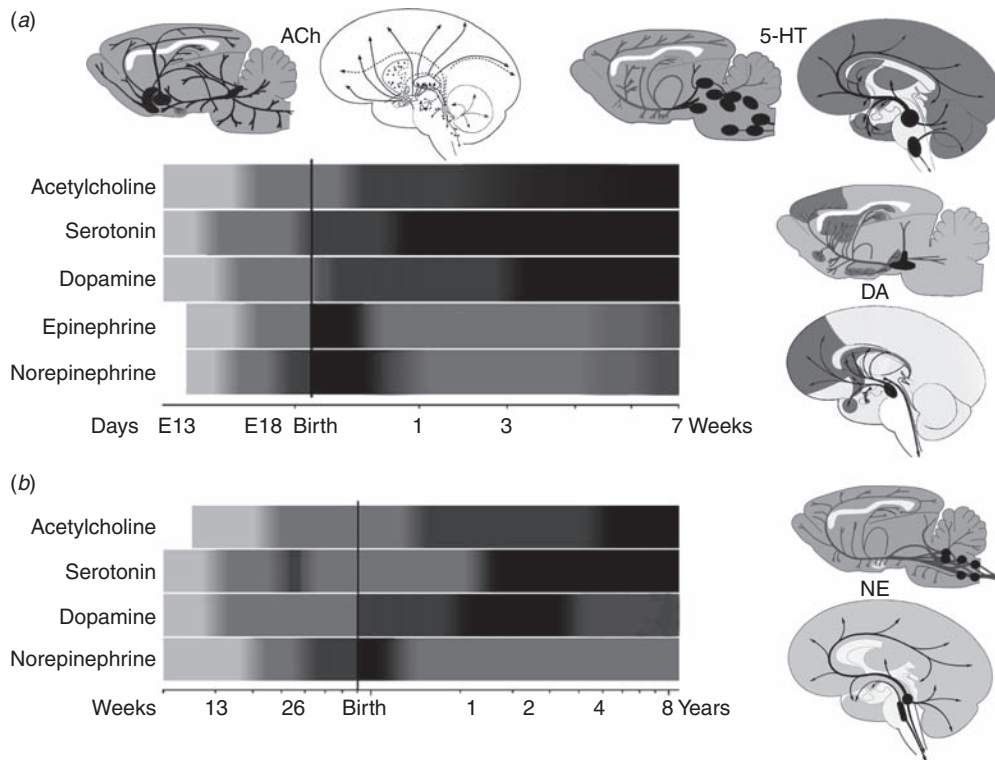 (a)
ACh
5-HT
Acetylcholine
Serotonin
Dopamine
Epinephrine
Norepinephrine
Days E13 E18 Birth 1 3 7 Weeks
DA
(b)
Acetylcholine
Serotonin
Dopamine
Norepinephrine
Weeks 13 26 Birth 1 2 4 8 Years
NE